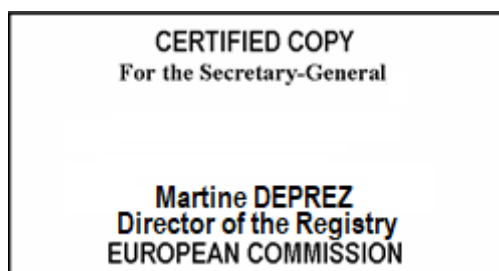 CERTIFIED COPY
For the Secretary-General
Martine DEPREZ
Director of the Registry
EUROPEAN COMMISSION